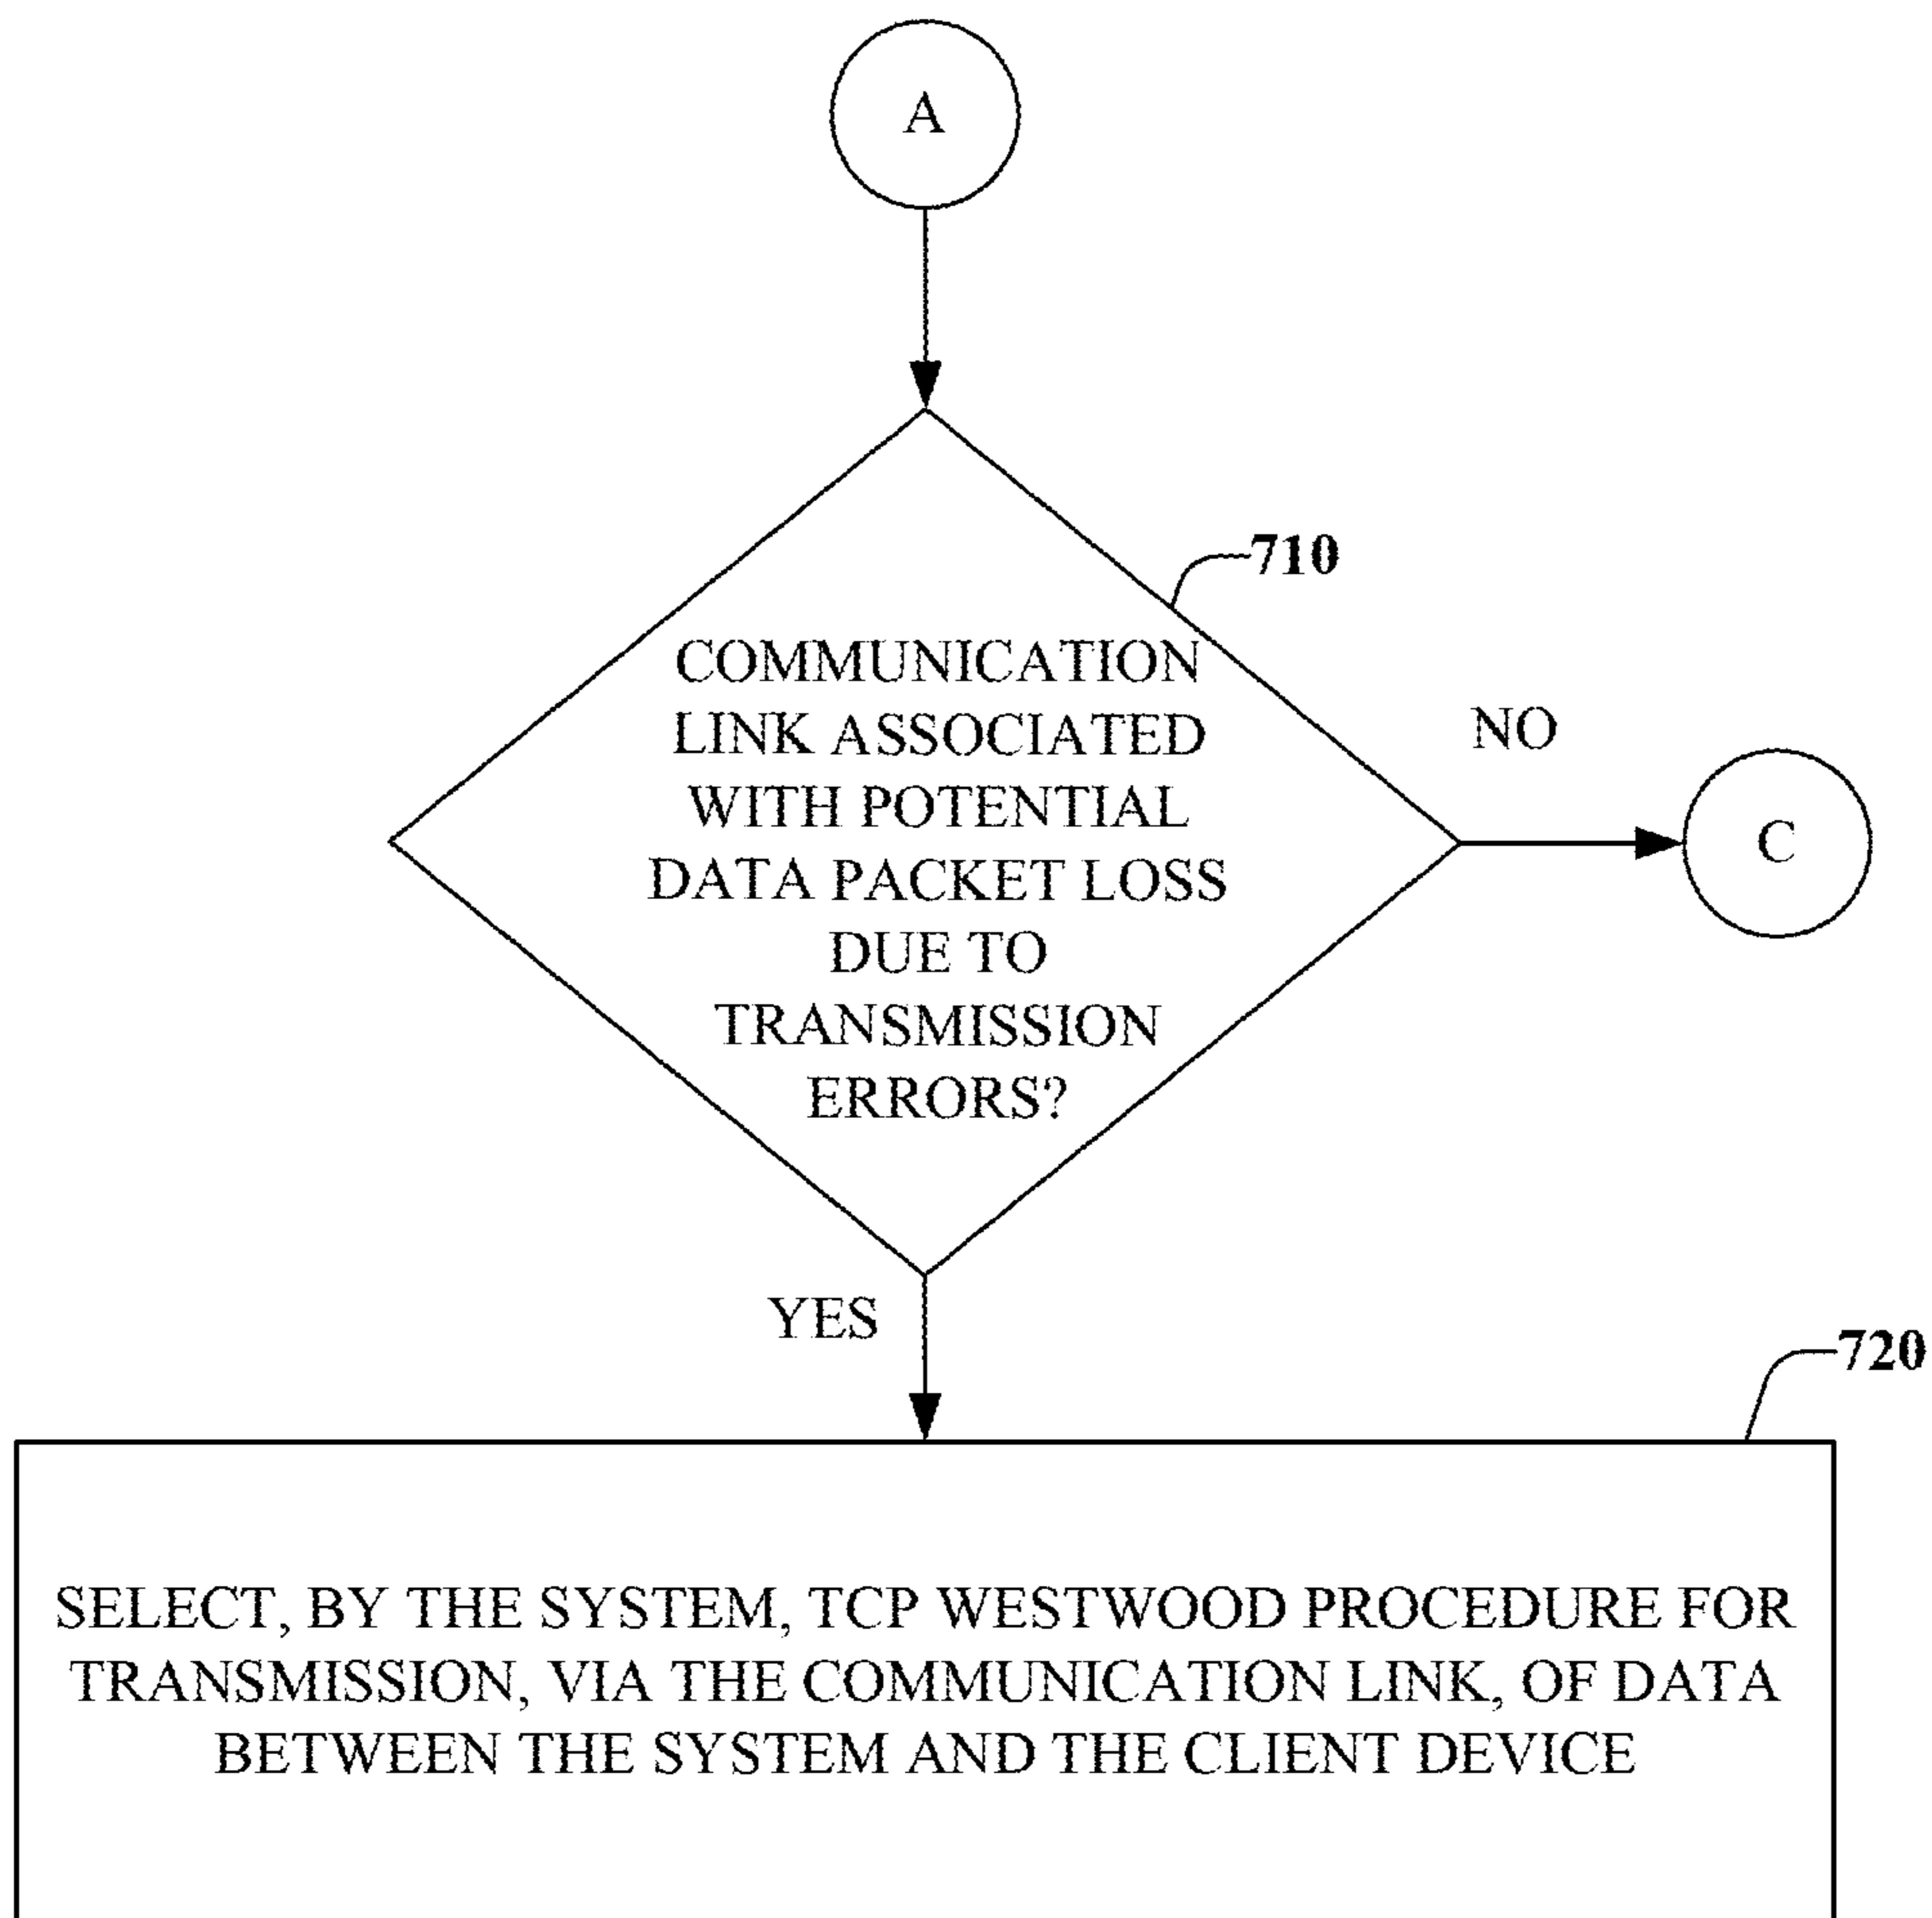 A
710
COMMUNICATION
LINK ASSOCIATED
WITH POTENTIAL
DATA PACKET LOSS
DUE TO
TRANSMISSION
ERRORS?
NO
C
YES
720
SELECT, BY THE SYSTEM, TCP WESTWOOD PROCEDURE FOR
TRANSMISSION, VIA THE COMMUNICATION LINK, OF DATA
BETWEEN THE SYSTEM AND THE CLIENT DEVICE